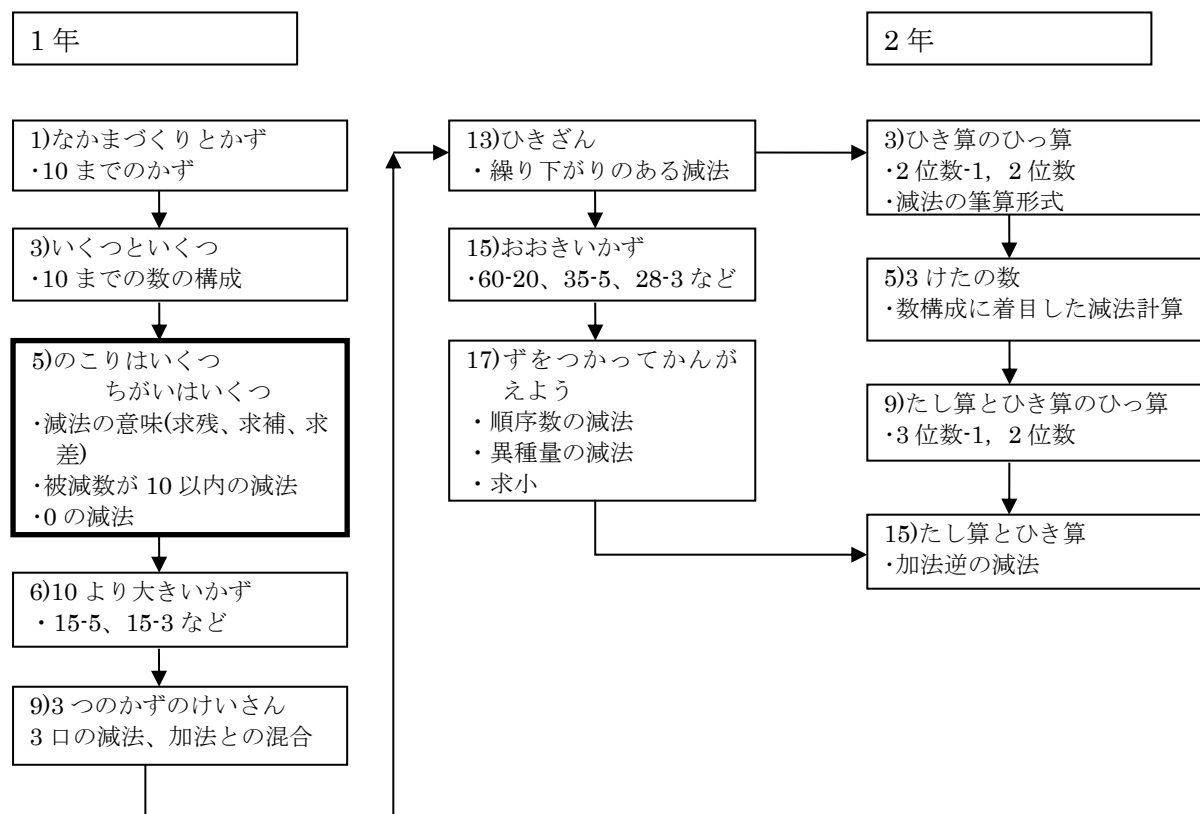 1 年
2 年
1)なかまづくりとかず
・10 までのかず
3)いくつといくつ
・10 までの数の構成
5)のこりはいくつ
ちがいはいくつ
・減法の意味(求残、求補、求
差)
・被減数が 10 以内の減法
・0 の減法
6)10 より大きいかず
・15-5、15-3 など
9)3 つのかずのけいさん
3 口の減法、加法との混合
13)ひきざん
・繰り下がりのある減法
15)おおきいかず
・60-20、35-5、28-3 など
17)ずをつかってかんが
えよう
・順序数の減法
・異種量の減法
・求小
3)ひき算のひっ算
・2 位数-1，2 位数
・減法の筆算形式
5)3 けたの数
・数構成に着目した減法計算
9)たし算とひき算のひっ算
・3 位数-1，2 位数
15)たし算とひき算
・加法逆の減法